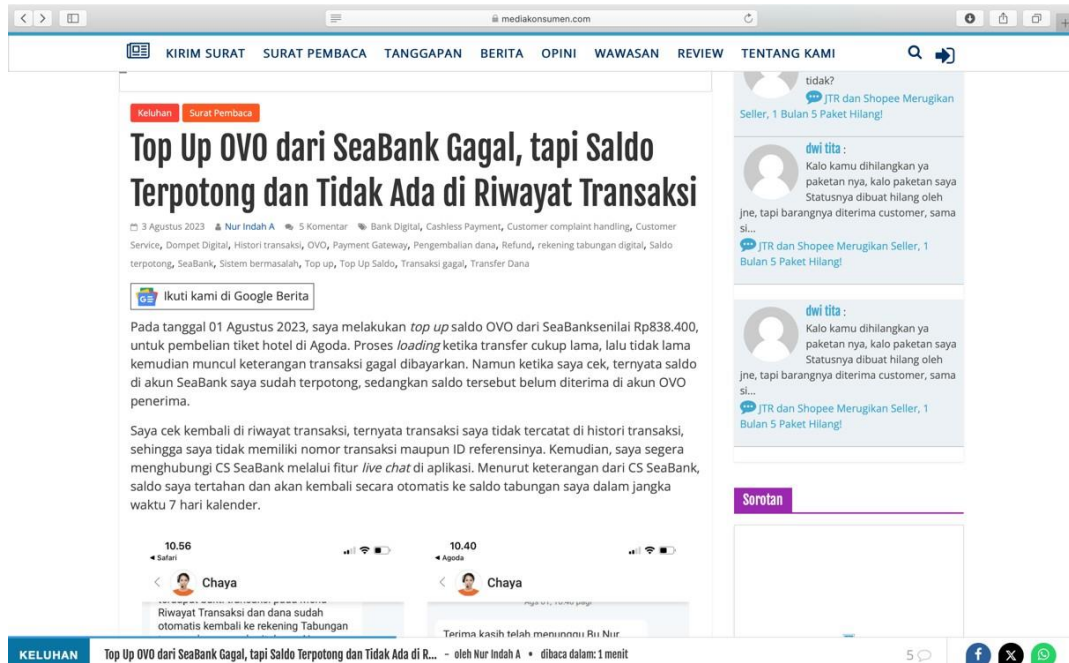 mediakonsumen.com
KIRIM SURAT SURAT PEMBACA TANGGAPAN BERITA OPINI WAWASAN REVIEW TENTANG KAMI
Keluhan Surat Pembaca
Top Up OVO dari SeaBank Gagal, tapi Saldo
Terpotong dan Tidak Ada di Riwayat Transaksi
3 Agustus 2023 Nur Indah A 5 Komentar Bank Digital, Cashless Payment, Customer complaint handling, Customer
Service, Dompet Digital, Histori transaksi, OVO, Payment Gateway, Pengembalian dana, Refund, rekening tabungan digital, Saldo
terpotong, SeaBank, Sistem bermasalah, Top up, Top Up Saldo, Transaksi gagal, Transfer Dana
GE Ikuti kami di Google Berita
Pada tanggal 01 Agustus 2023, saya melakukan top up saldo OVO dari SeaBanksenilai Rp838.400,
untuk pembelian tiket hotel di Agoda. Proses loading ketika transfer cukup lama, lalu tidak lama
kemudian muncul keterangan transaksi gagal dibayarkan. Namun ketika saya cek, ternyata saldo
di akun SeaBank saya sudah terpotong, sedangkan saldo tersebut belum diterima di akun OVO
penerima.
Saya cek kembali di riwayat transaksi, ternyata transaksi saya tidak tercatat di histori transaksi,
sehingga saya tidak memiliki nomor transaksi maupun ID referensinya. Kemudian, saya segera
menghubungi CS SeaBank melalui fitur live chat di aplikasi. Menurut keterangan dari CS SeaBank,
saldo saya tertahan dan akan kembali secara otomatis ke saldo tabungan saya dalam jangka
waktu 7 hari kalender.
10.56
Safari
Chaya
Riwayat Transaksi dan dana sudah
otomatis kembali ke rekening Tabungan
10.40
Agoda
Chaya
Terima kasih telah menunggu Bu Nur
tidak?
JTR dan Shopee Merugikan
Seller, 1 Bulan 5 Paket Hilang!
dwi tita :
Kalo kamu dihilangkan ya
paketan nya, kalo paketan saya
Statusnya dibuat hilang oleh
jne, tapi barangnya diterima customer, sama
si...
JTR dan Shopee Merugikan Seller, 1
Bulan 5 Paket Hilang!
dwi tita :
Kalo kamu dihilangkan ya
paketan nya, kalo paketan saya
Statusnya dibuat hilang oleh
jne, tapi barangnya diterima customer, sama
si...
JTR dan Shopee Merugikan Seller, 1
Bulan 5 Paket Hilang!
Sorotan
KELUHAN Top Up OVO dari SeaBank Gagal, tapi Saldo Terpotong dan Tidak Ada di R... – oleh Nur Indah A • dibaca dalam: 1 menit 5